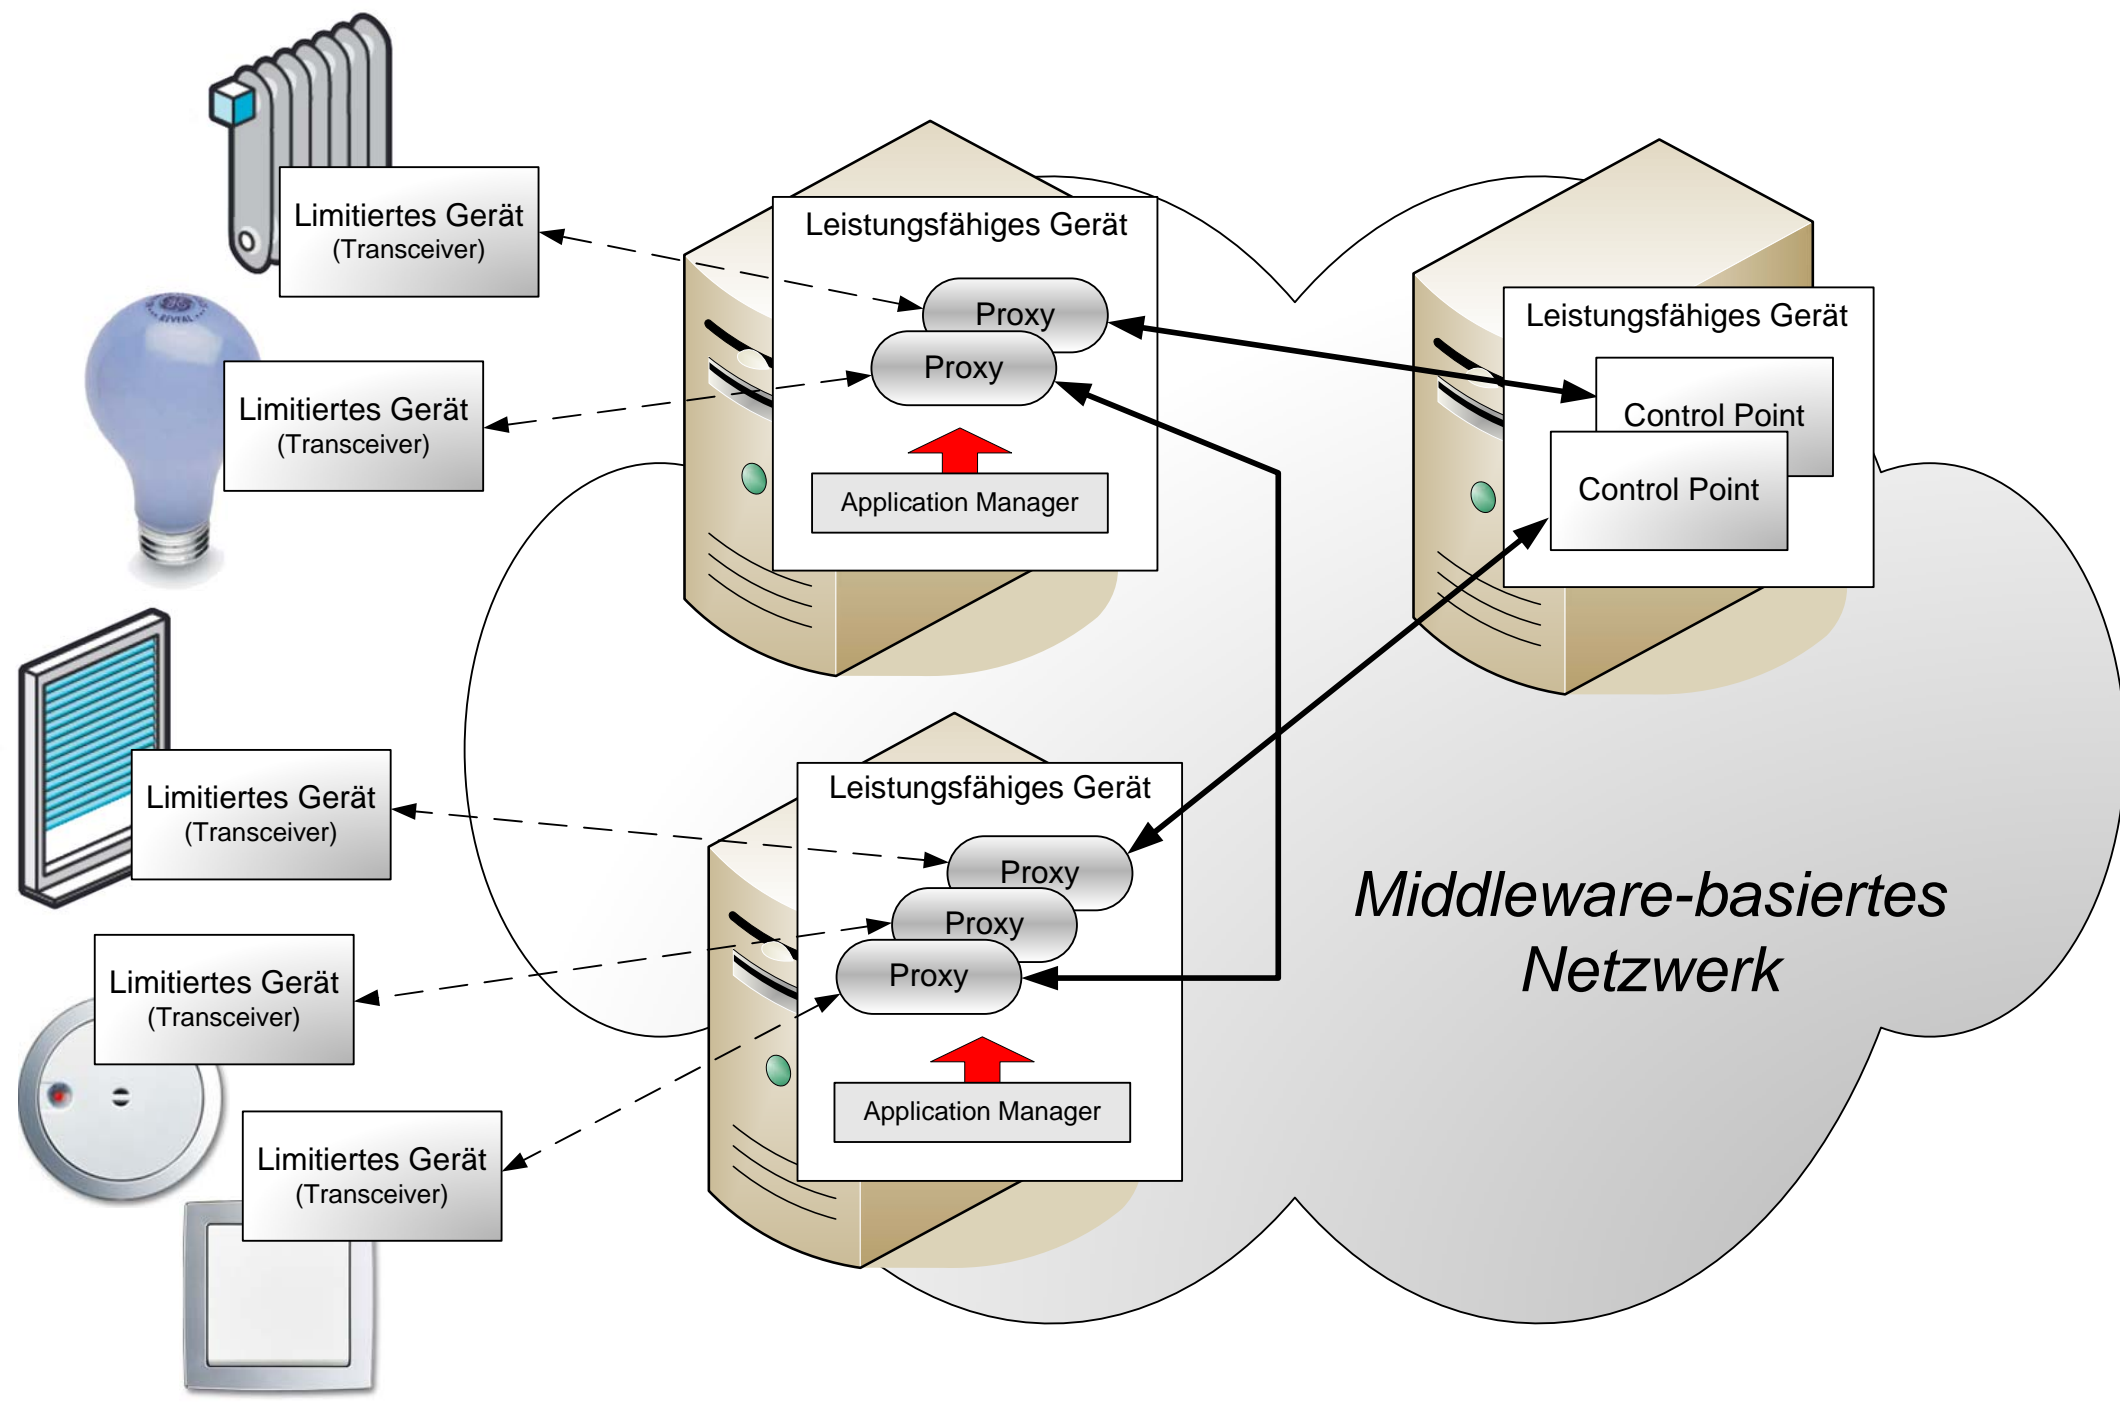 Limitiertes Gerät
(Transceiver)
REVEAL
Limitiertes Gerät
(Transceiver)
Limitiertes Gerät
(Transceiver)
Limitiertes Gerät
(Transceiver)
Limitiertes Gerät
(Transceiver)
Leistungsfähiges Gerät
Proxy
Proxy
Application Manager
Leistungsfähiges Gerät
Proxy
Proxy
Proxy
Application Manager
Leistungsfähiges Gerät
Control Point
Control Point
Middleware-basiertes
Netzwerk